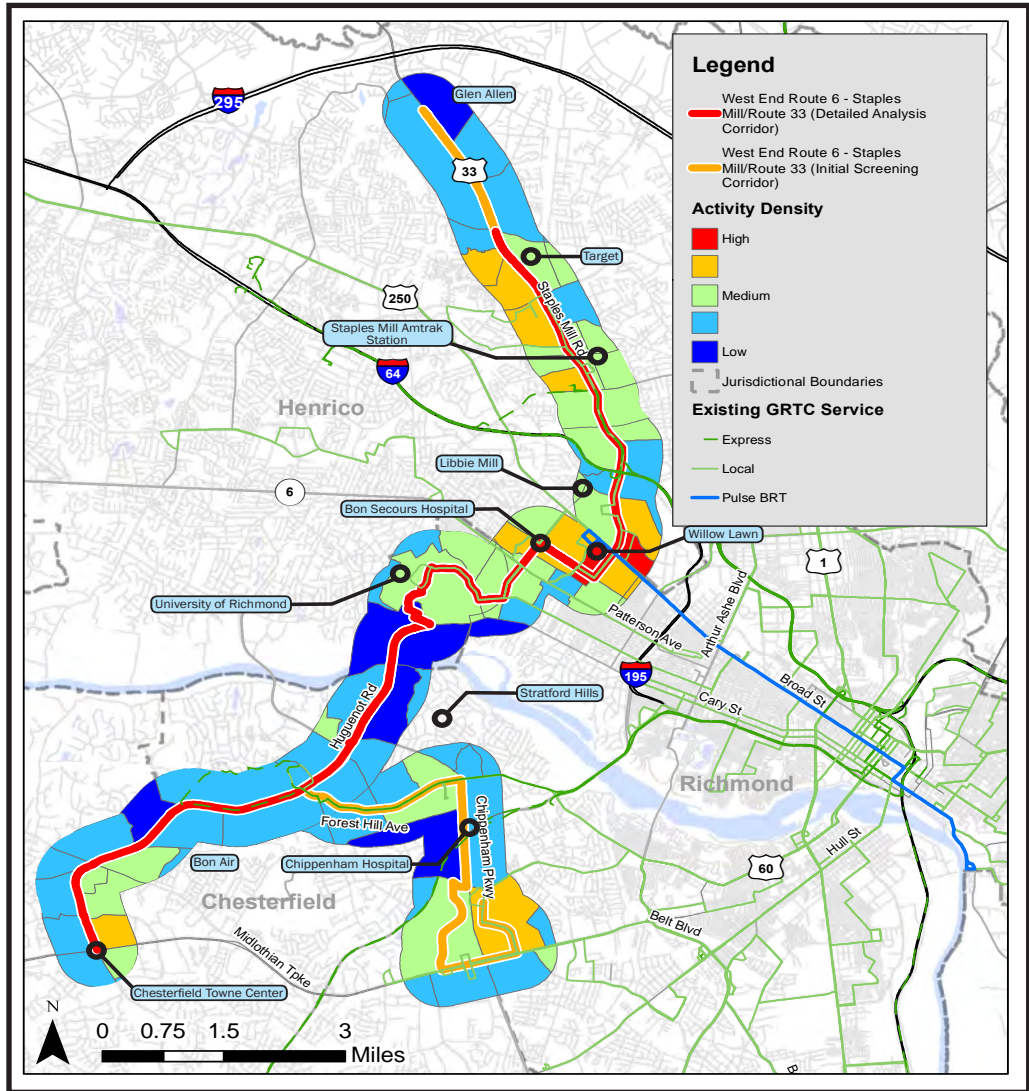 Legend
West End Route 6 - Staples
Mill/Route 33 (Detailed Analysis
Corridor)
West End Route 6 - Staples
Mill/Route 33 (Initial Screening
Corridor)
Activity Density
High
Medium
Low
Jurisdictional Boundaries
Existing GRTC Service
Express
Local
Pulse BRT
Glen Allen
295
33
Target
Staples Mill Rd
250
Staples Mill Amtrak
Station
64
Henrico
Libbie Mill
6
Bon Secours Hospital
Willow Lawn
1
University of Richmond
Patterson Ave
Arthur Ashe Blvd
195
Stratford Hills
Cary St
Broad St
Huguenot Rd
Richmond
Forest Hill Ave
Chippenham Pkwy
Hull St
Bon Air
Chippenham Hospital
60
Chesterfield
Belt Blvd
Midlothian Tpke
Chesterfield Towne Center
N
0 0.75 1.5 3
Miles